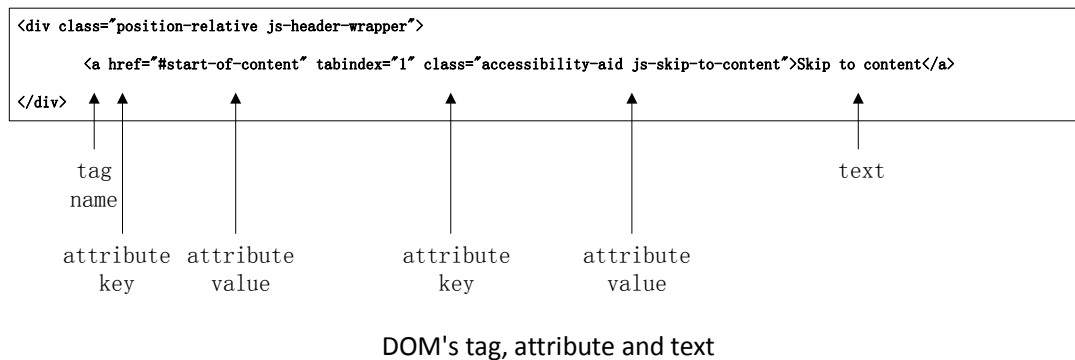 <div class="position-relative js-header-wrapper">
<a href="#start-of-content" tabindex="1" class="accessibility-aid js-skip-to-content">Skip to content</a>
</div>
tag
name
text
attribute
key
attribute
value
attribute
key
attribute
value
DOM's tag, attribute and text